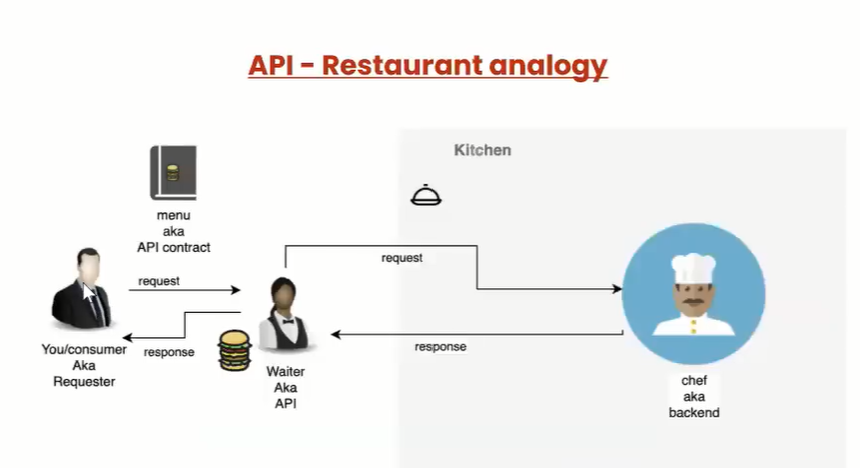 API - Restaurant analogy
Kitchen
menu
aka
API contract
request
request
response
response
You/consumer
Aka
Requester
Waiter
Aka
API
chef
aka
backend